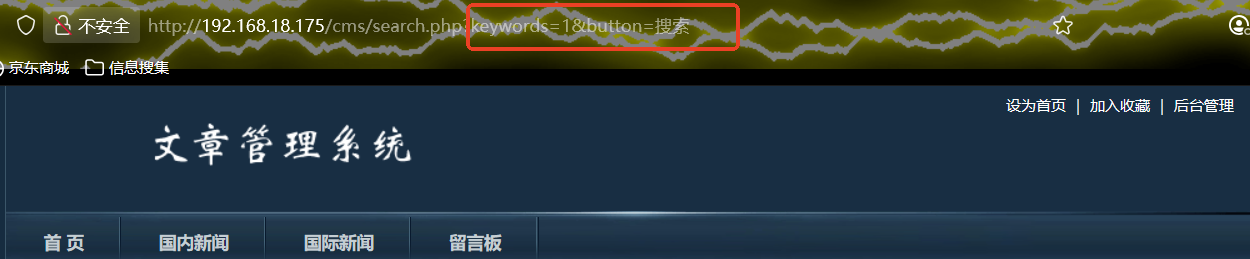 不安全 http://192.168.18.175/cms/search.php?keywords=1&button=搜索
京东商城 信息搜集
设为首页 | 加入收藏 | 后台管理
文章管理系统
首 页 国内新闻 国际新闻 留言板